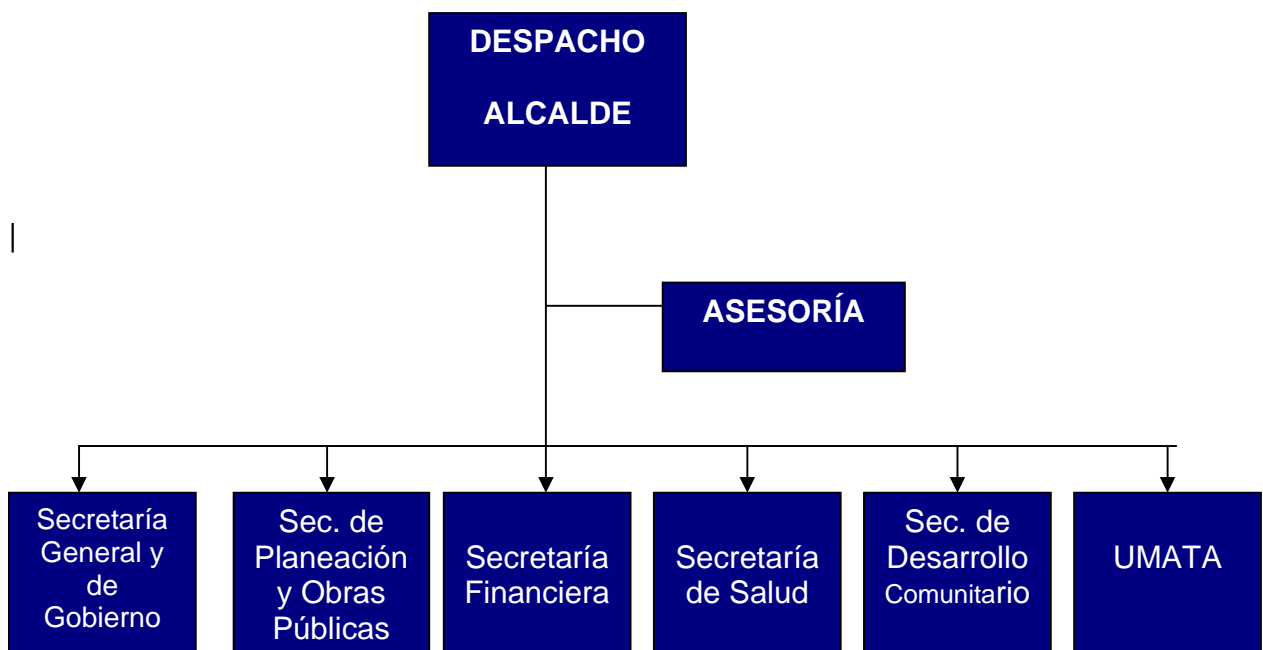 DESPACHO
ALCALDE
|
ASESORÍA
Secretaría
General y
de
Gobierno
Sec. de
Planeación
y Obras
Públicas
Secretaría
Financiera
Secretaría
de Salud
Sec. de
Desarrollo
Comunitario
UMATA